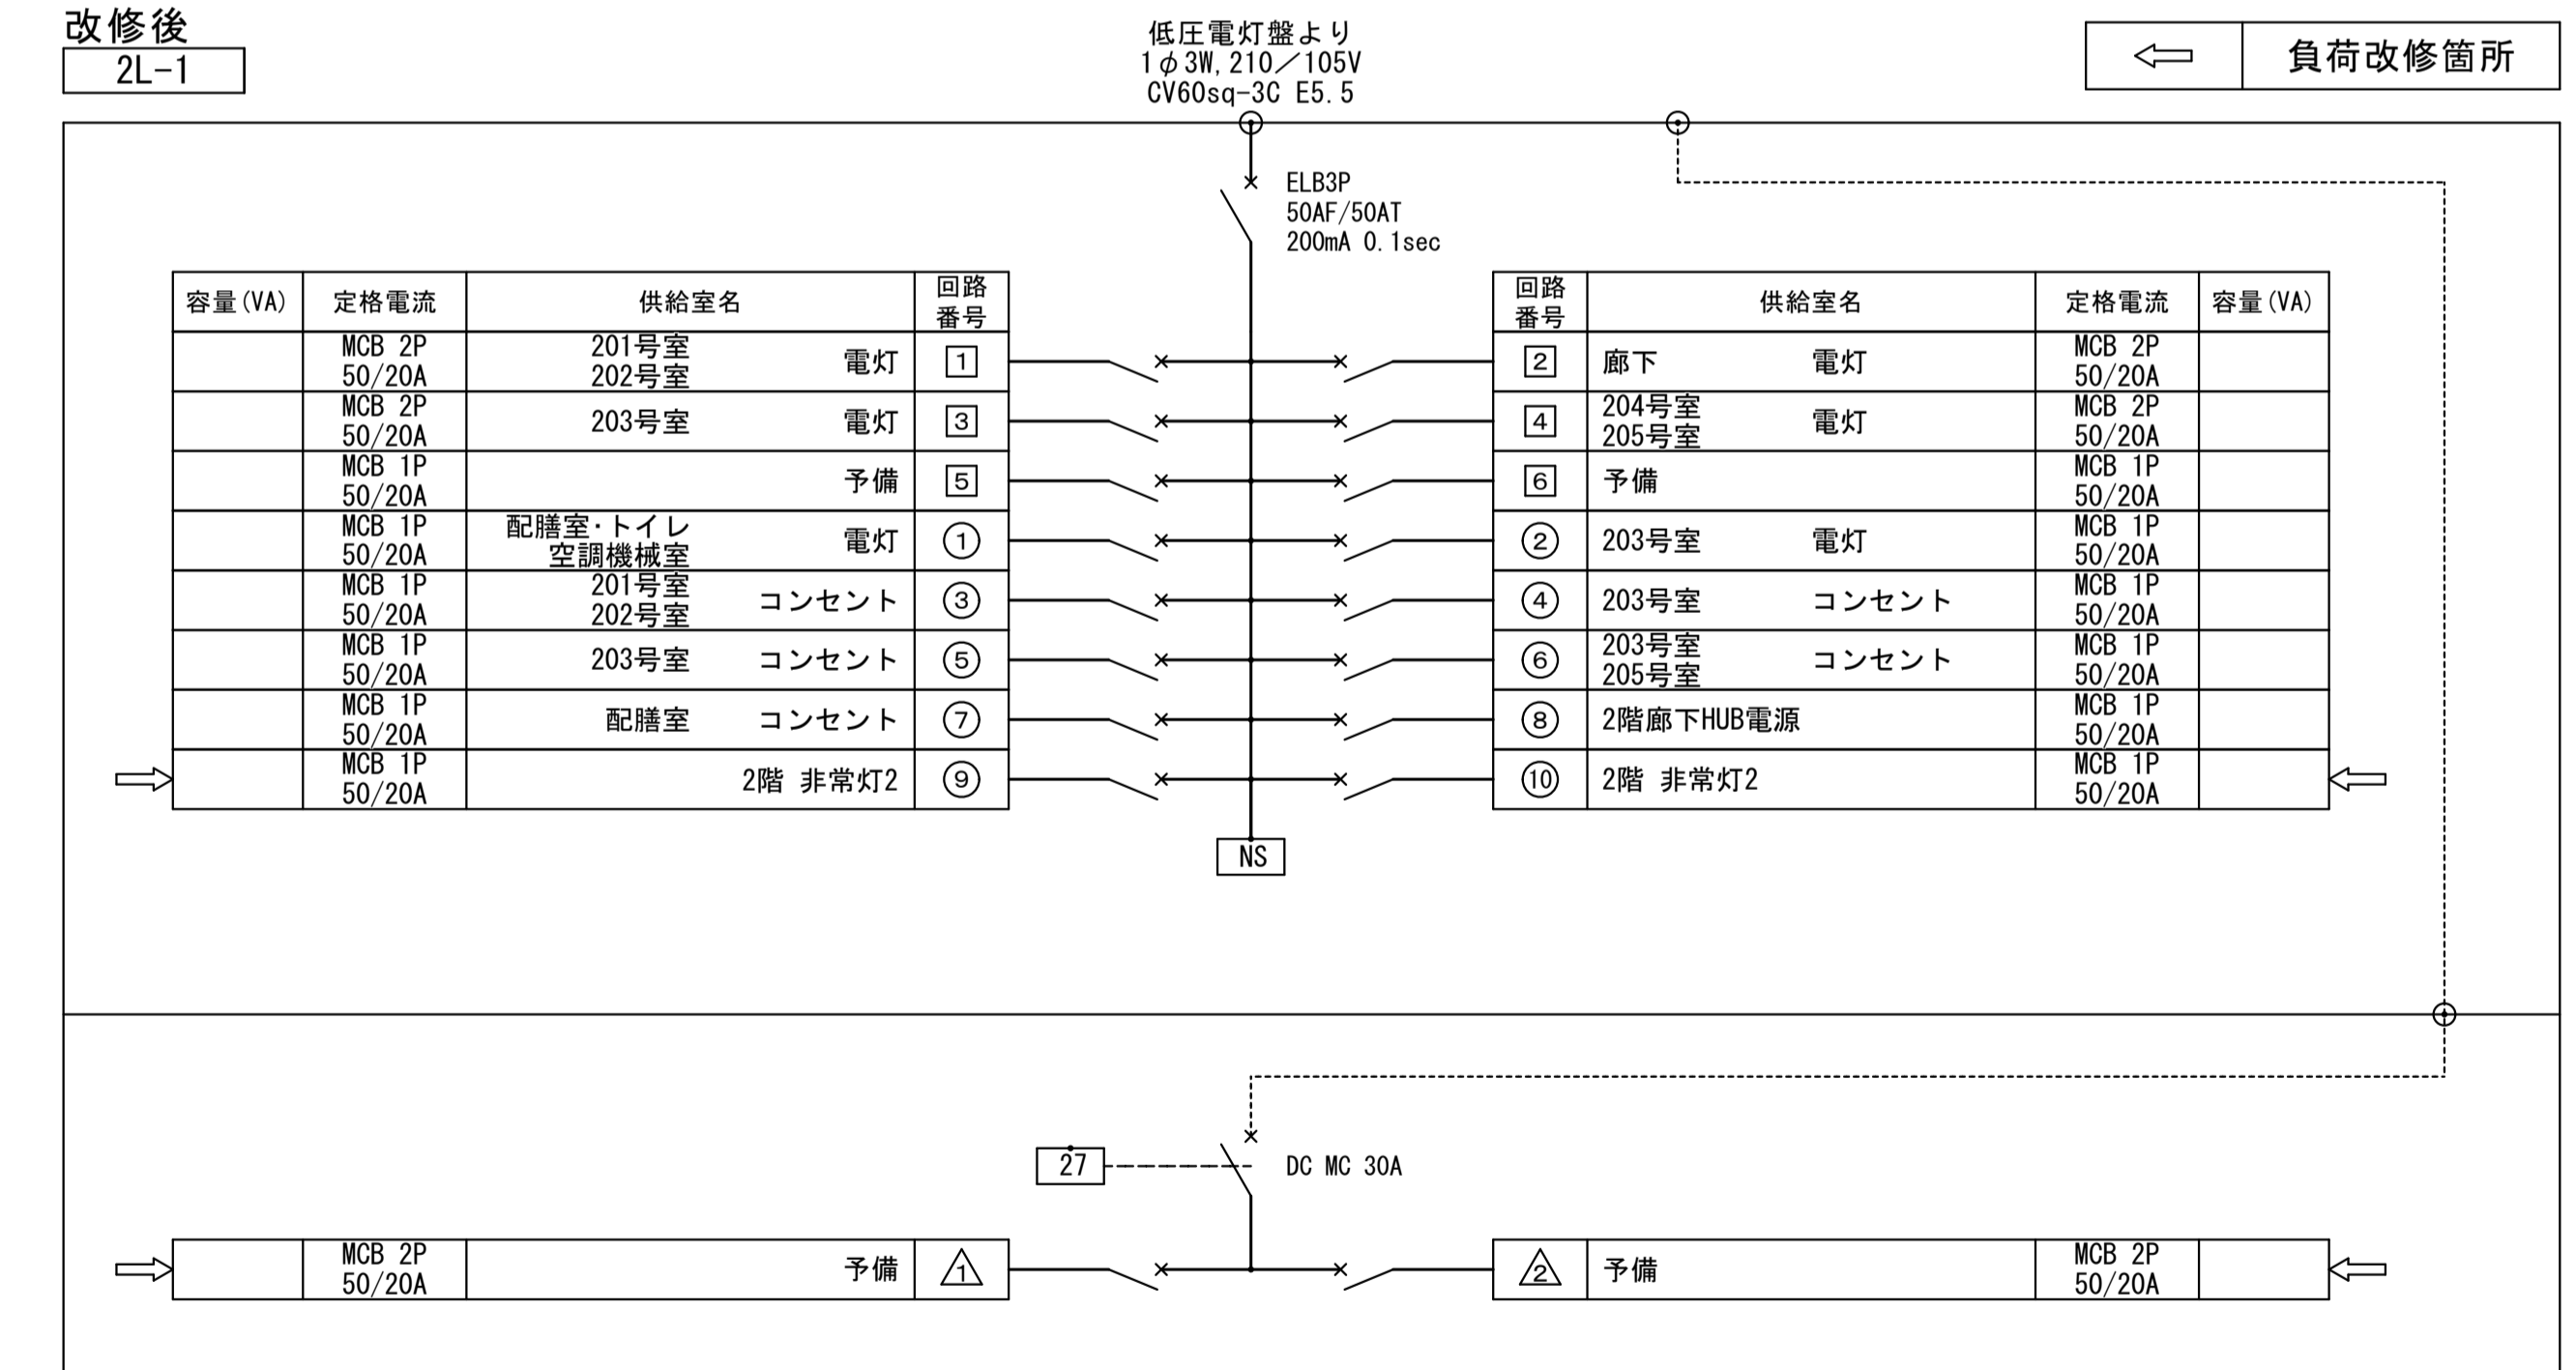 改修後
2L-1
低圧電灯盤より
1φ3W, 210／105V
CV60sq-3C E5.5
負荷改修箇所
ELB3P
50AF/50AT
200mA 0.1sec
容量(VA) 定格電流 供給室名 回路番号
MCB 2P 50/20A 201号室 202号室 電灯 1
MCB 2P 50/20A 203号室 電灯 3
MCB 1P 50/20A 予備 5
MCB 1P 50/20A 配膳室・トイレ 空調機械室 電灯 ①
MCB 1P 50/20A 201号室 202号室 コンセント ③
MCB 1P 50/20A 203号室 コンセント ⑤
MCB 1P 50/20A 配膳室 コンセント ⑦
MCB 1P 50/20A 2階 非常灯2 ⑨
回路番号 供給室名 定格電流 容量(VA)
2 廊下 電灯 MCB 2P 50/20A
4 204号室 205号室 電灯 MCB 2P 50/20A
6 予備 MCB 1P 50/20A
② 203号室 電灯 MCB 1P 50/20A
④ 203号室 コンセント MCB 1P 50/20A
⑥ 203号室 205号室 コンセント MCB 1P 50/20A
⑧ 2階廊下HUB電源 MCB 1P 50/20A
⑩ 2階 非常灯2 MCB 1P 50/20A
NS
27
DC MC 30A
MCB 2P 50/20A 予備 1
2 予備 MCB 2P 50/20A